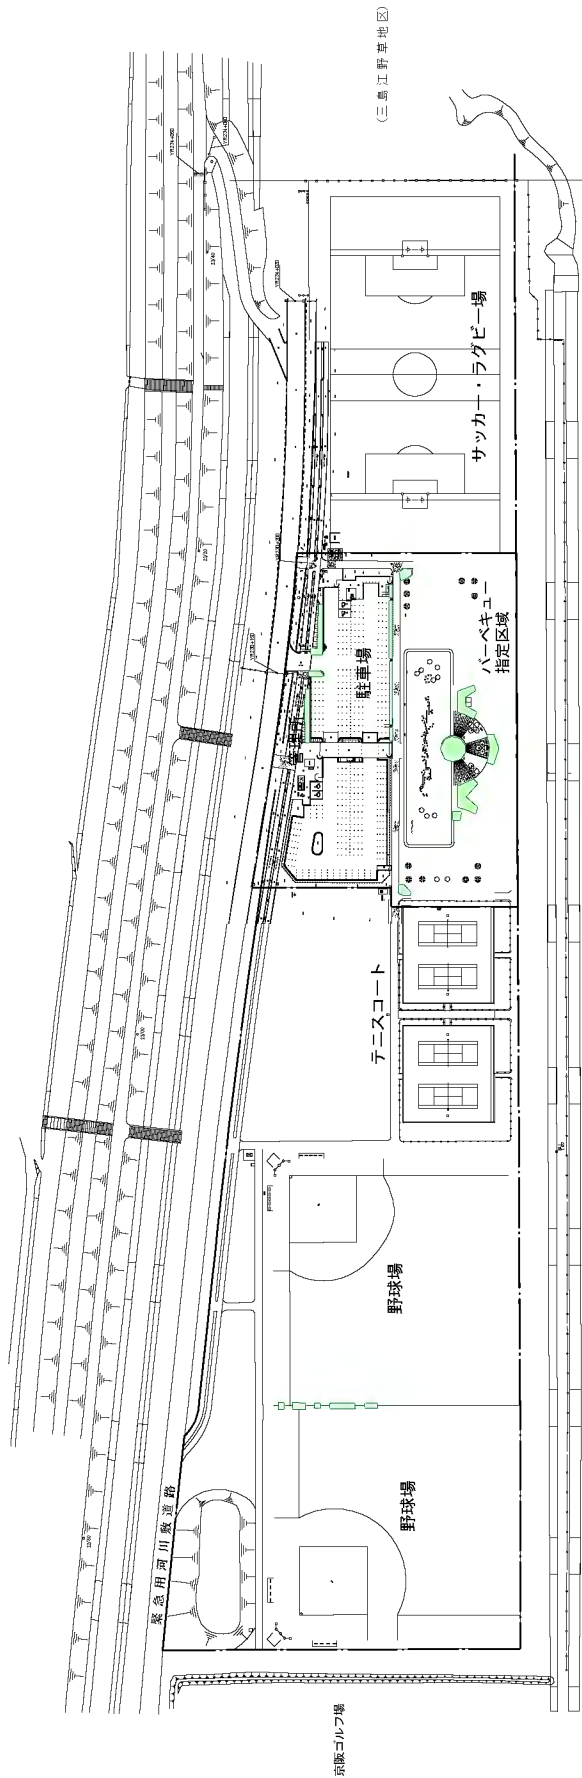 (三島江野草地区)
サッカー・ラグビー場
バーベキュー
指定区域
駐車場
テニスコート
野球場
野球場
緊急用河川敷道路
京阪ゴルフ場